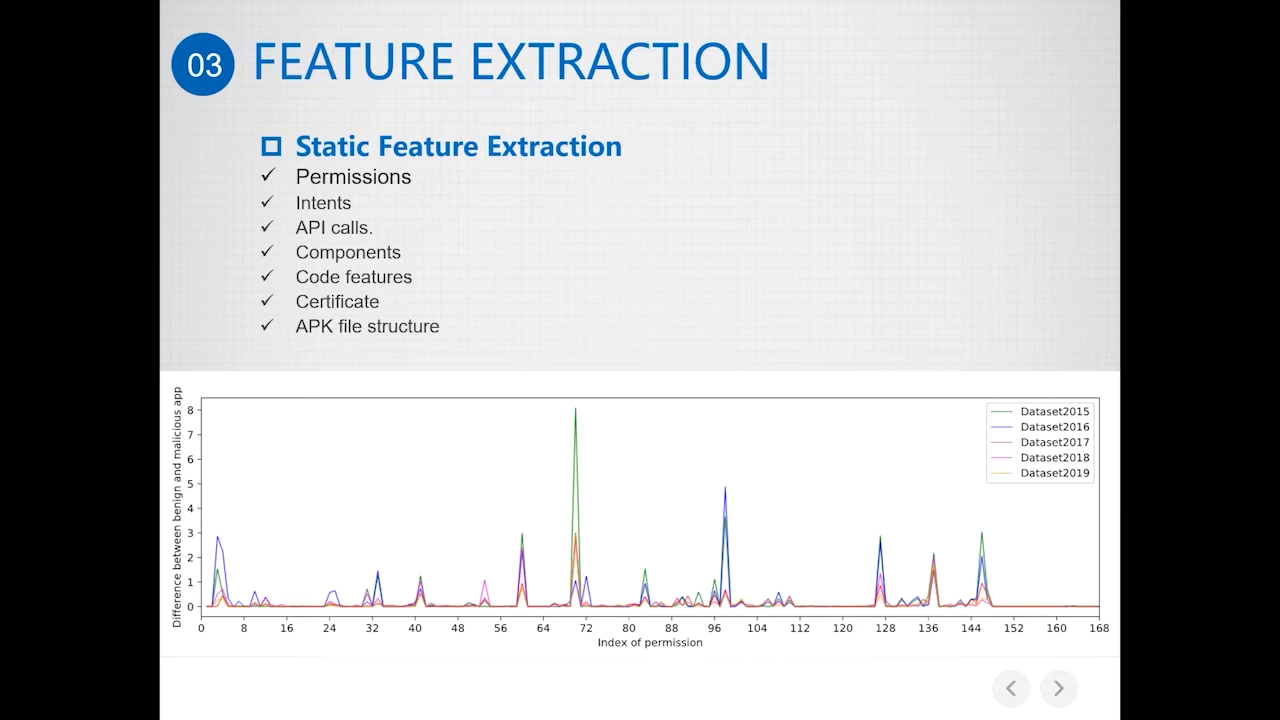 03 FEATURE EXTRACTION
Static Feature Extraction
Permissions
Intents
API calls.
Components
Code features
Certificate
APK file structure
Difference between benign and malicious app
8
7
6
5
4
3
2
1
0
Dataset2015
Dataset2016
Dataset2017
Dataset2018
Dataset2019
0 8 16 24 32 40 48 56 64 72 80 88 96 104 112 120 128 136 144 152 160 168
Index of permission